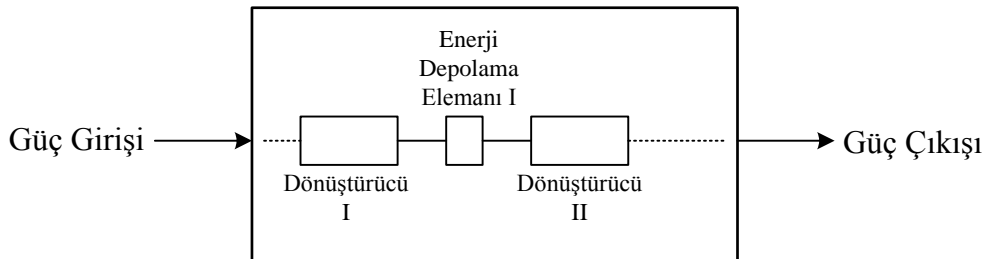 Enerji
Depolama
Elemanı I
Güç Girişi
Güç Çıkışı
Dönüştürücü
I
Dönüştürücü
II